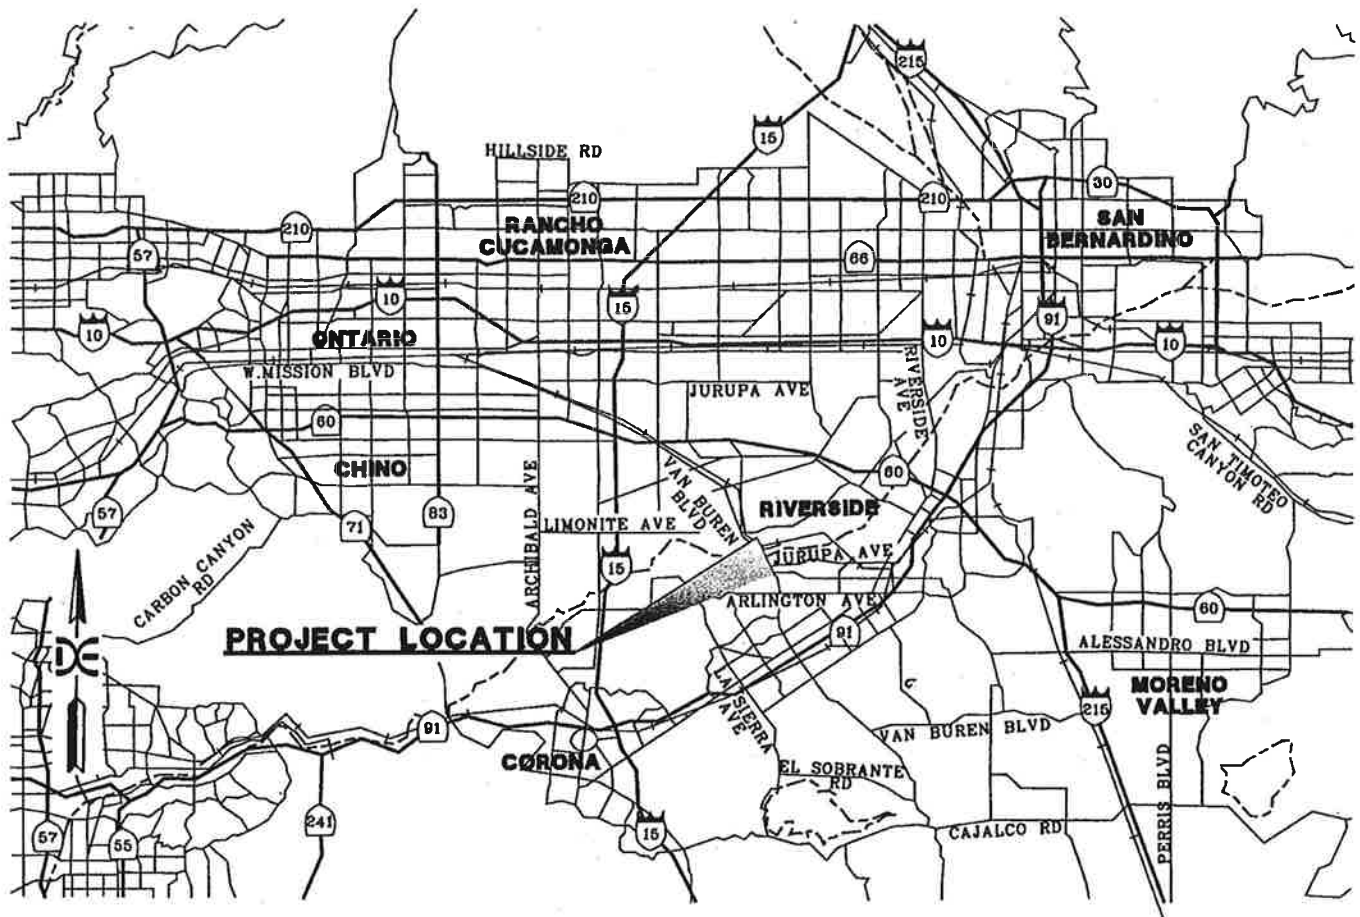 215
15
HILLSIDE RD
30
210
210
210
RANCHO
CUCAMONGA
SAN
BERNARDINO
57
66
10
15
91
10
ONTARIO
10
10
W.MISSION BLVD
JURUPA AVE
RIVERSIDE
AVE
60
SAN TIMOTEO
CANYON RD
CHINO
VAN BUREN
BLVD
60
57
71
83
ARCHIBALD AVE
LIMONITE AVE
RIVERSIDE
JURUPA AVE
CARBON CANYON
RD
15
ARLINGTON AVE
60
PROJECT LOCATION
91
ALESSANDRO BLVD
LA SIERRA
AVE
MORENO
VALLEY
215
91
VAN BUREN BLVD
CORONA
EL SOBRANTE
RD
PERRIS BLVD
57
55
241
15
CAJALCO RD